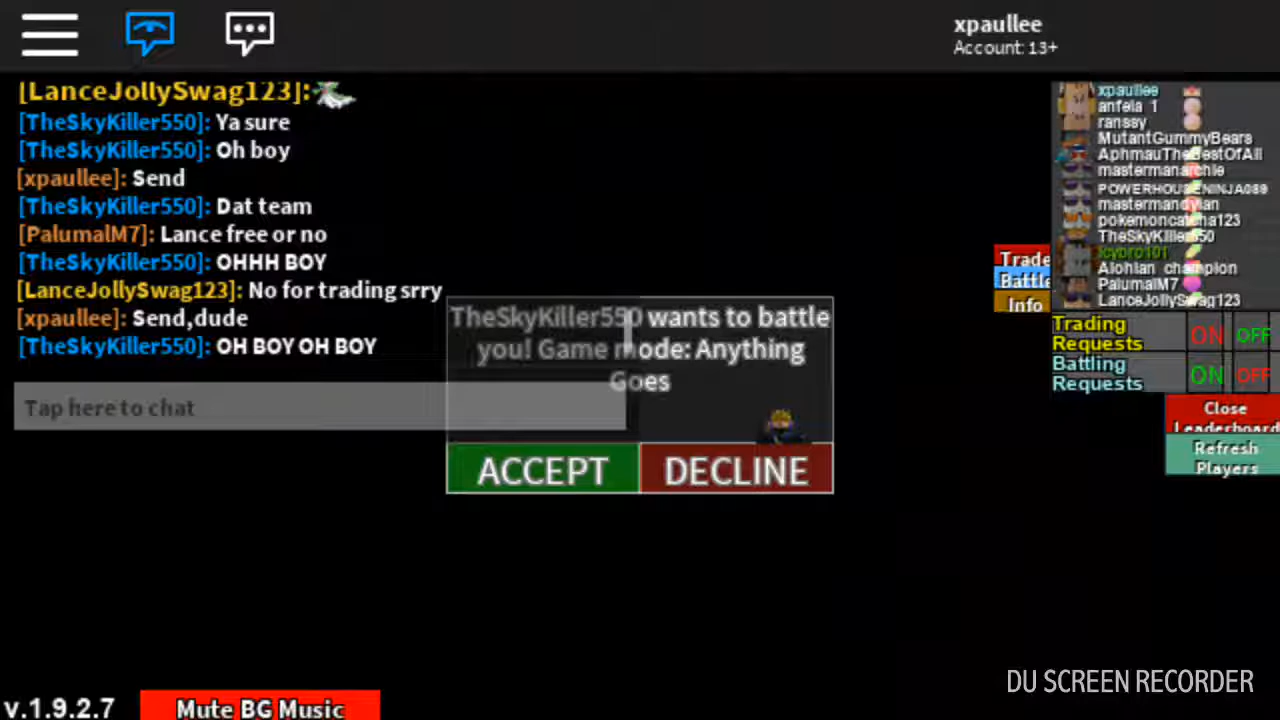 xpaullee
Account: 13+
[LanceJollySwag123]:
[TheSkyKiller550]: Ya sure
[TheSkyKiller550]: Oh boy
[xpaullee]: Send
[TheSkyKiller550]: Dat team
[PalumalM7]: Lance free or no
[TheSkyKiller550]: OHHH BOY
[LanceJollySwag123]: No for trading srry
[xpaullee]: Send,dude
[TheSkyKiller550]: OH BOY OH BOY
Tap here to chat
TheSkyKiller550 wants to battle
you! Game mode: Anything
Goes
ACCEPT DECLINE
xpaullee
anfela_1
ranssy
MutantGummyBears
AphmauTheBestOfAll
mastermanarchie
POWERHOUSENINJA089
mastermandylan
pokemoncatcha123
TheSkyKiller550
Alohian_champion
PalumalM7
LanceJollySwag123
Trade
Battle
Info
Trading
Requests ON OFF
Battling
Requests ON OFF
Close
Leaderboard
Refresh
Players
v.1.9.2.7
Mute BG Music
DU SCREEN RECORDER